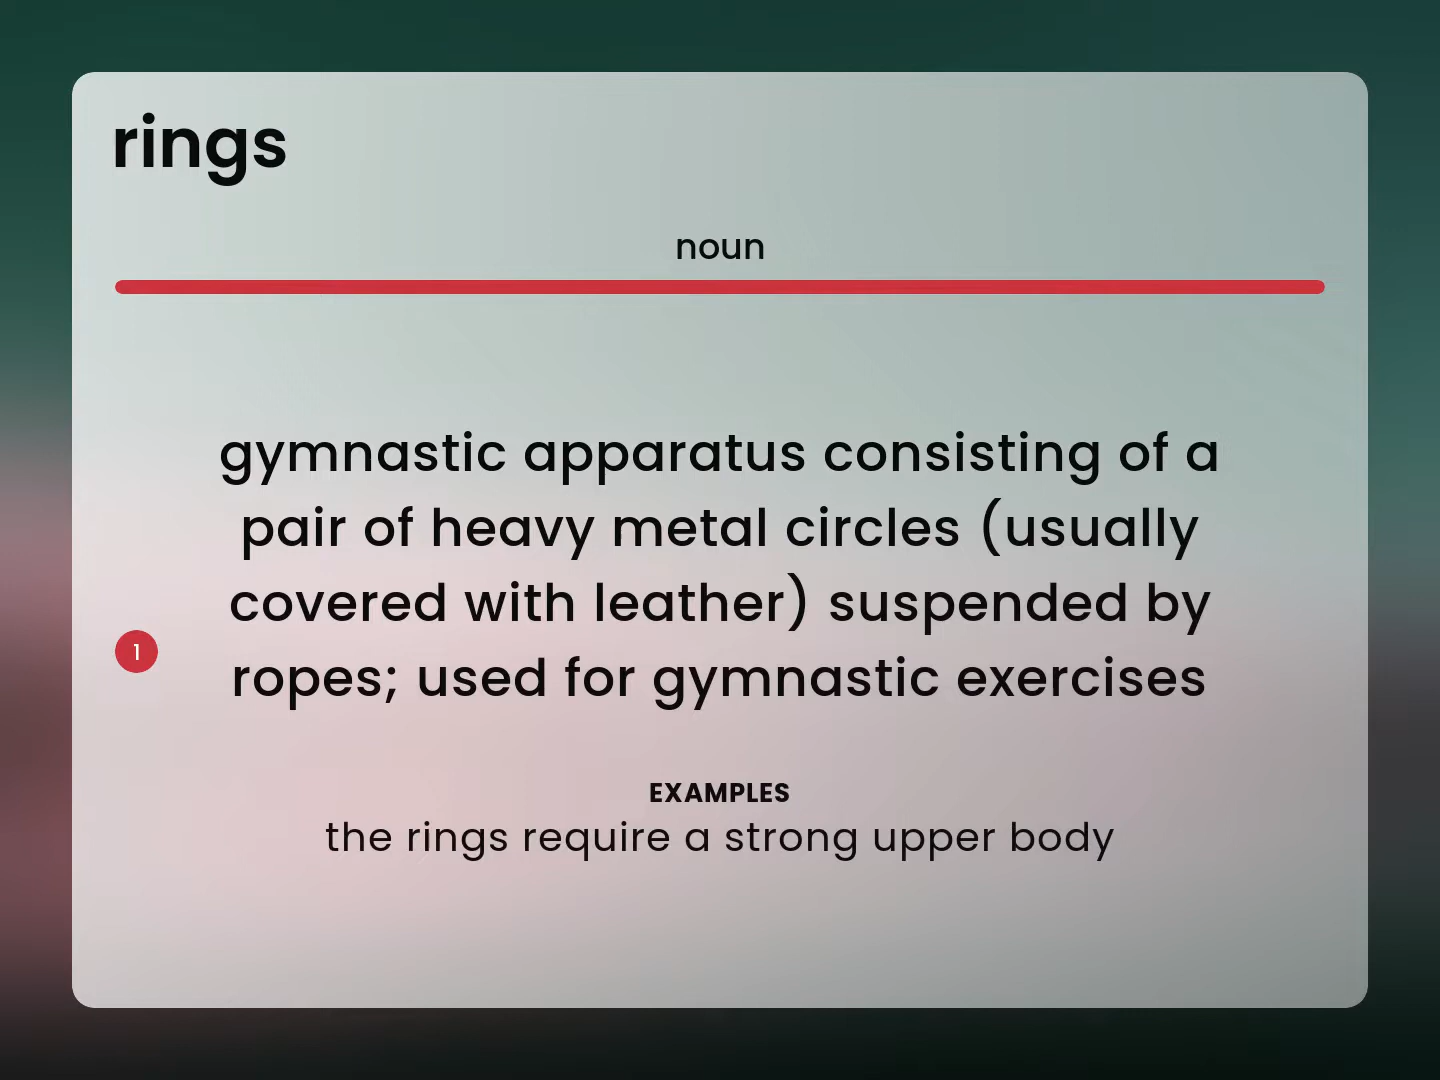 rings
noun
gymnastic apparatus consisting of a
pair of heavy metal circles (usually
covered with leather) suspended by
1
ropes; used for gymnastic exercises
EXAMPLES
the rings require a strong upper body